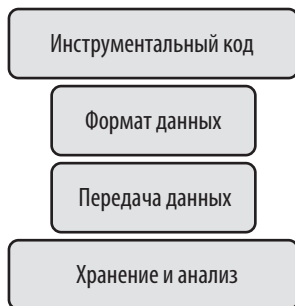 Инструментальный код
Формат данных
Передача данных
Хранение и анализ